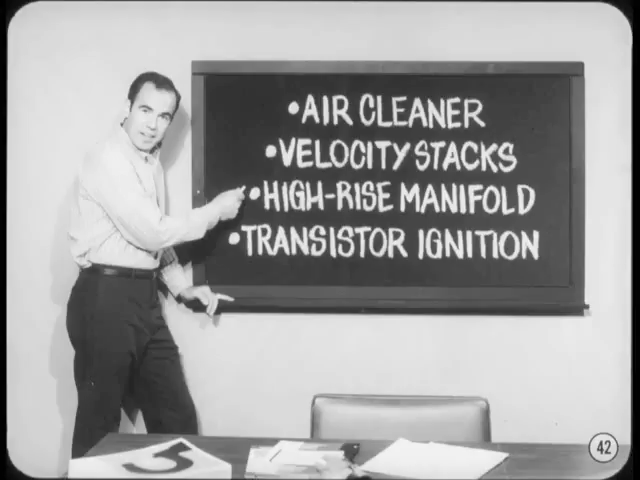 •AIR CLEANER
•VELOCITY STACKS
•HIGH-RISE MANIFOLD
•TRANSISTOR IGNITION
5
42